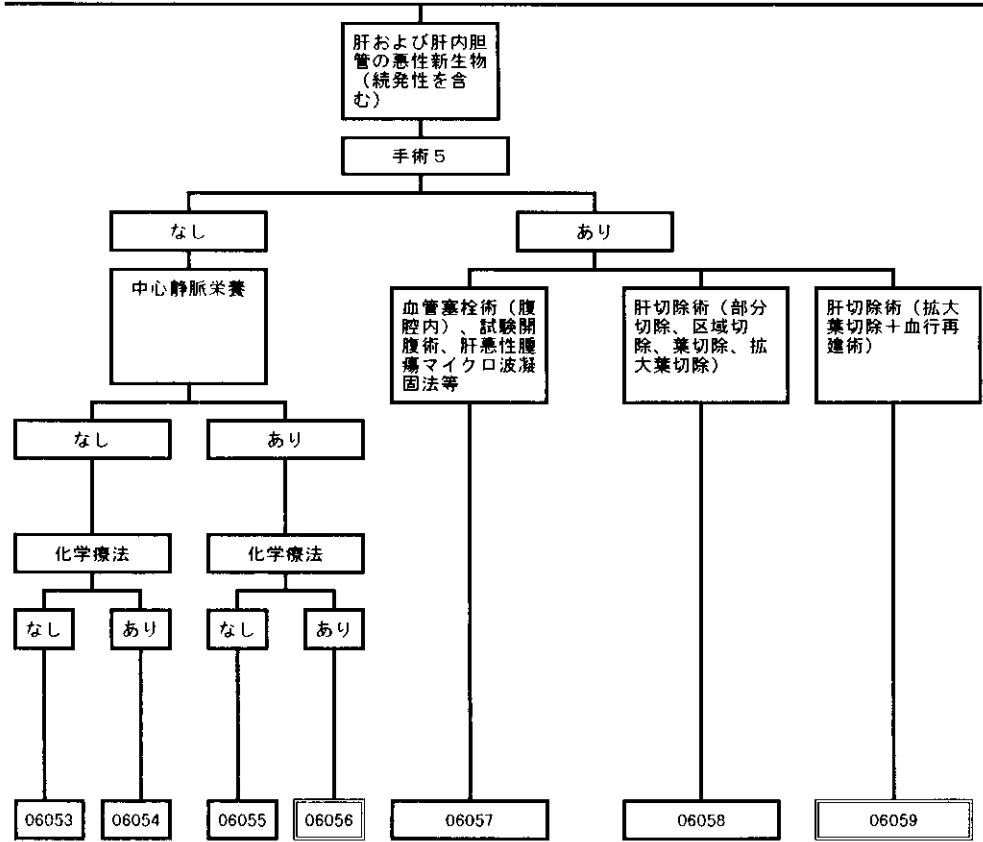 肝および肝内胆
管の悪性新生物
（続発性を含
む）
手術５
なし
あり
中心静脈栄養
血管塞栓術（腹
腔内）、試験開
腹術、肝悪性腫
瘍マイクロ波凝
固法等
肝切除術（部分
切除、区域切
除、葉切除、拡
大葉切除）
肝切除術（拡大
葉切除＋血行再
建術）
なし
あり
化学療法
化学療法
なし
あり
なし
あり
06053
06054
06055
06056
06057
06058
06059